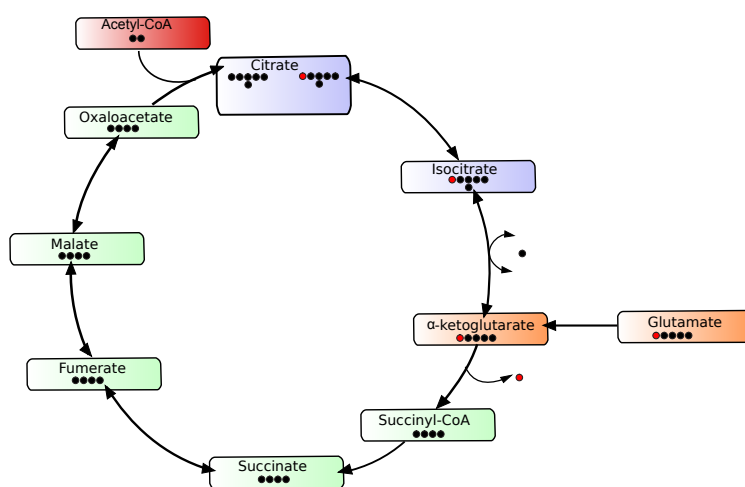 Acetyl-CoA
Citrate
Oxaloacetate
Isocitrate
Malate
α-ketoglutarate
Glutamate
Fumerate
Succinyl-CoA
Succinate